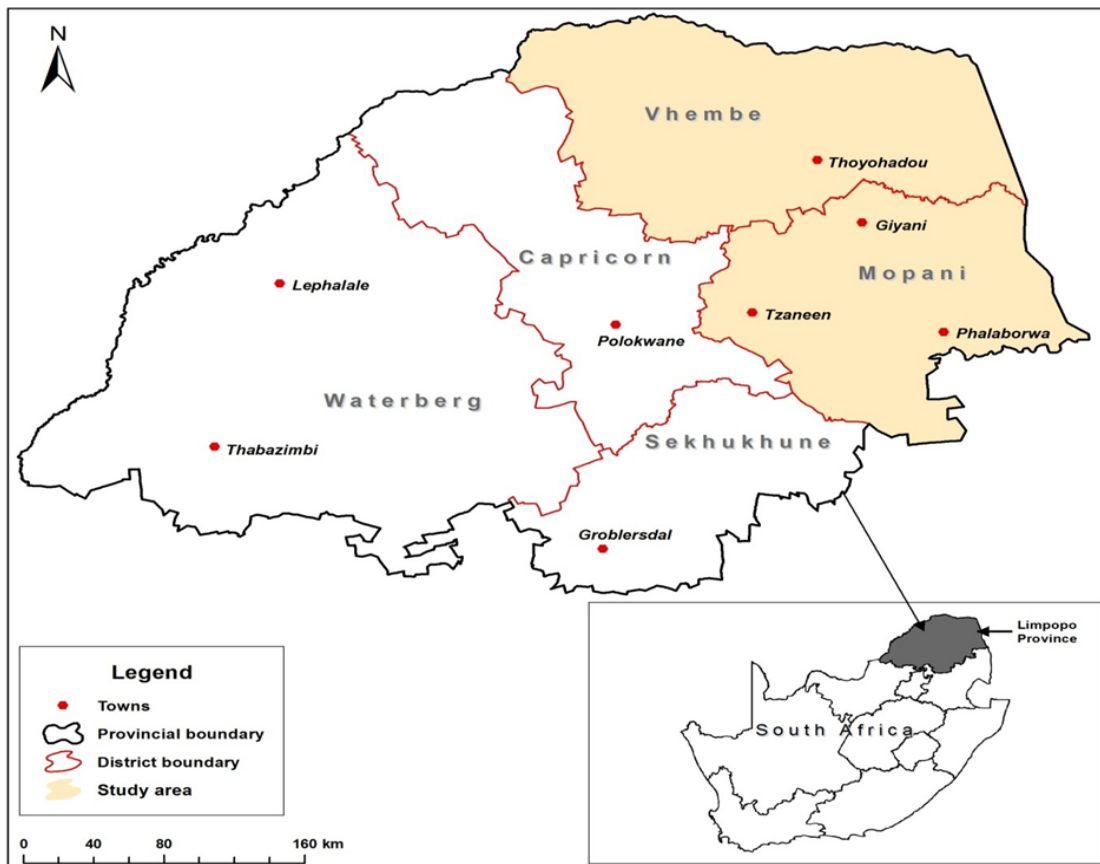 N
Vhembe
Thoyohadou
Giyani
Capricorn
Mopani
Lephalale
Tzaneen
Polokwane
Phalaborwa
Waterberg
Sekhukhune
Thabazimbi
Groblersdal
Limpopo
Province
South Africa
Legend
Towns
Provincial boundary
District boundary
Study area
0 40 80 160 km